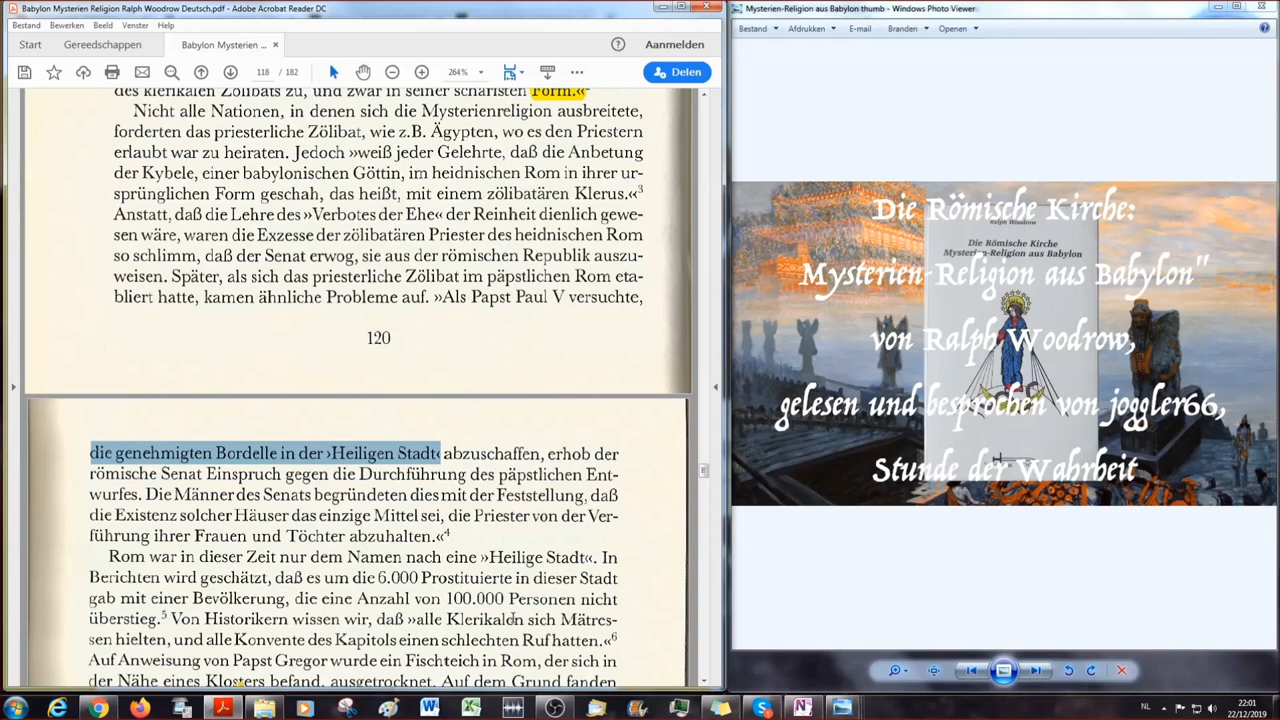 Babylon Mysterien Religion Ralph Woodrow Deutsch.pdf - Adobe Acrobat Reader DC
Bestand Bewerken Beeld Venster Help
Start Gereedschappen Babylon Mysterien ... × Aanmelden
118 / 182 264% Delen
des klerikalen Zölibats zu, und zwar in seiner schärfsten Form.«
Nicht alle Nationen, in denen sich die Mysterienreligion ausbreitete,
forderten das priesterliche Zölibat, wie z.B. Ägypten, wo es den Priestern
erlaubt war zu heiraten. Jedoch »weiß jeder Gelehrte, daß die Anbetung
der Kybele, einer babylonischen Göttin, im heidnischen Rom in ihrer ur-
sprünglichen Form geschah, das heißt, mit einem zölibatären Klerus.«3
Anstatt, daß die Lehre des »Verbotes der Ehe« der Reinheit dienlich gewe-
sen wäre, waren die Exzesse der zölibatären Priester des heidnischen Rom
so schlimm, daß der Senat erwog, sie aus der römischen Republik auszu-
weisen. Später, als sich das priesterliche Zölibat im päpstlichen Rom eta-
bliert hatte, kamen ähnliche Probleme auf. »Als Papst Paul V versuchte,
120
die genehmigten Bordelle in der ›Heiligen Stadt‹ abzuschaffen, erhob der
römische Senat Einspruch gegen die Durchführung des päpstlichen Ent-
wurfes. Die Männer des Senats begründeten dies mit der Feststellung, daß
die Existenz solcher Häuser das einzige Mittel sei, die Priester von der Ver-
führung ihrer Frauen und Töchter abzuhalten.«4
Rom war in dieser Zeit nur dem Namen nach eine »Heilige Stadt«. In
Berichten wird geschätzt, daß es um die 6.000 Prostituierte in dieser Stadt
gab mit einer Bevölkerung, die eine Anzahl von 100.000 Personen nicht
überstieg.5 Von Historikern wissen wir, daß »alle Klerikalen sich Mätres-
sen hielten, und alle Konvente des Kapitols einen schlechten Ruf hatten.«6
Auf Anweisung von Papst Gregor wurde ein Fischteich in Rom, der sich in
der Nähe eines Klosters befand, ausgetrocknet. Auf dem Grund fanden
Mysterien-Religion aus Babylon thumb - Windows Photo Viewer
Bestand Afdrukken E-mail Branden Openen
Die Römische Kirche:
Ralph Woodrow
Die Römische Kirche
Mysterien-Religion aus Babylon
Mysterien-Religion aus Babylon"
von Ralph Woodrow,
gelesen und besprochen von joggler66,
Stunde der Wahrheit
NL
22:01
22/12/2019